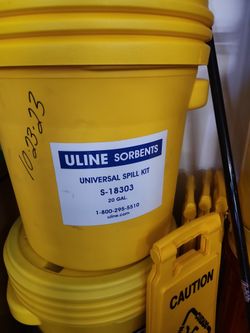 10-23-23
ULINE SORBENTS
UNIVERSAL SPILL KIT
S-18303
20 GAL.
1-800-295-5510
uline.com
CAUTION